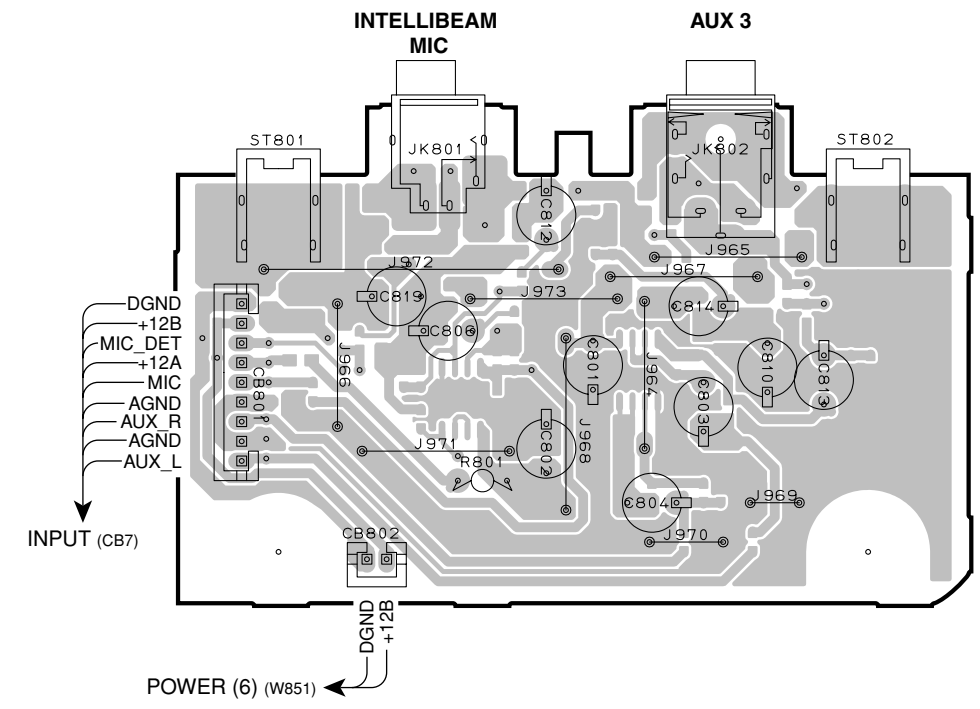 INTELLIBEAM
MIC
AUX 3
ST801
JK801
JK802
ST802
C812
J965
J972
J967
C819
J973
C814
C806
DGND
+12B
MIC_DET
+12A
MIC
AGND
AUX_R
AGND
AUX_L
CB801
J966
C801
J964
C810
C813
C803
J971
C802
J968
R801
C804
J969
J970
INPUT (CB7)
CB802
DGND
+12B
POWER (6) (W851)